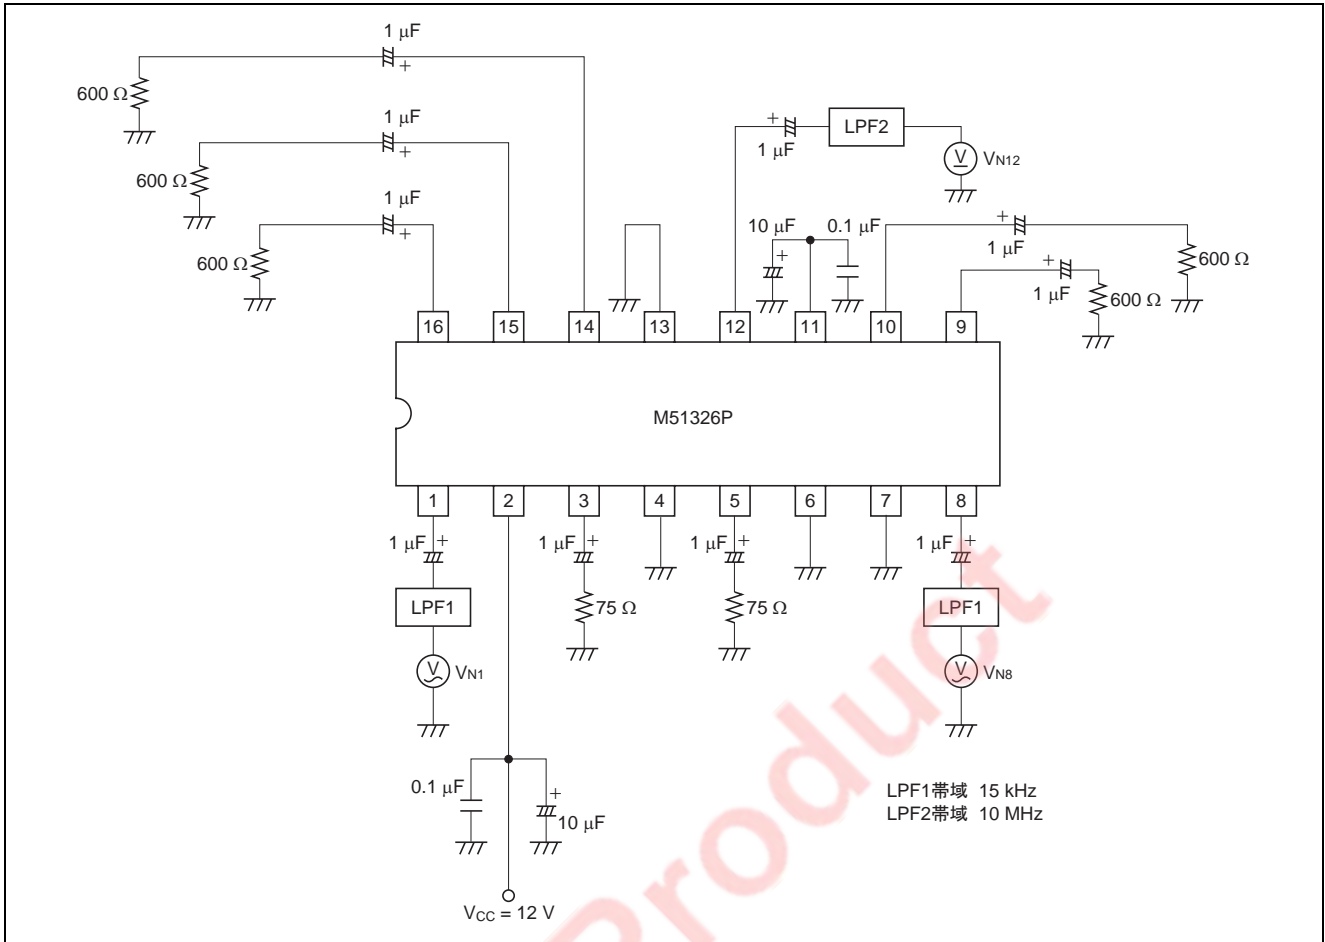 1 μF
+
600 Ω
1 μF
+
600 Ω
1 μF
+
600 Ω
+
1 μF
LPF2
V
VN12
10 μF
+
0.1 μF
+
1 μF
600 Ω
+
1 μF
600 Ω
16 15 14 13 12 11 10 9
M51326P
1 2 3 4 5 6 7 8
1 μF +
1 μF +
1 μF +
1 μF +
LPF1
75 Ω
75 Ω
LPF1
V
VN1
V
VN8
0.1 μF
+
10 μF
LPF1帯域 15 kHz
LPF2帯域 10 MHz
VCC = 12 V
Product